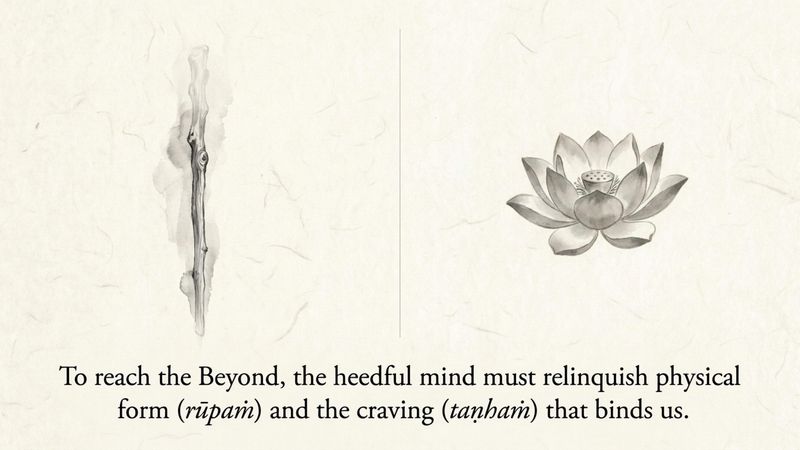 To reach the Beyond, the heedful mind must relinquish physical
form (rūpaṁ) and the craving (taṇhaṁ) that binds us.